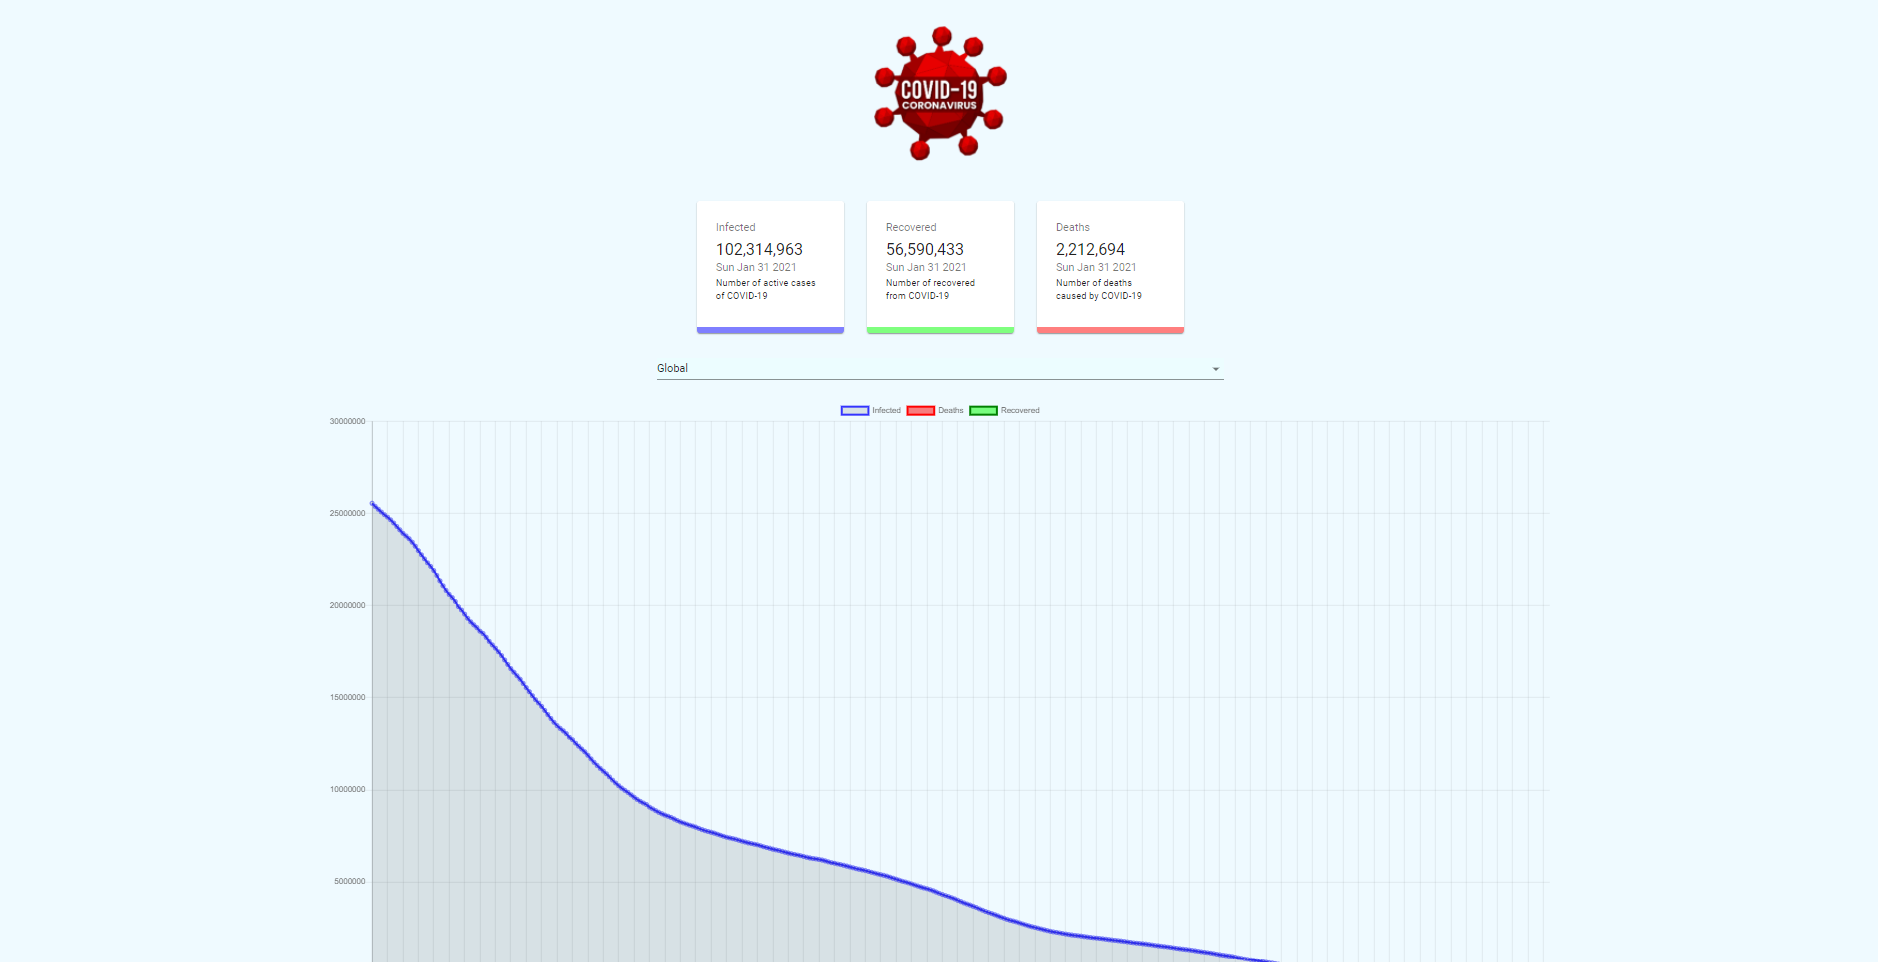 COVID-19
CORONAVIRUS
Infected
102,314,963
Sun Jan 31 2021
Number of active cases
of COVID-19
Recovered
56,590,433
Sun Jan 31 2021
Number of recovered
from COVID-19
Deaths
2,212,694
Sun Jan 31 2021
Number of deaths
caused by COVID-19
Global
Infected Deaths Recovered
30000000
25000000
20000000
15000000
10000000
5000000